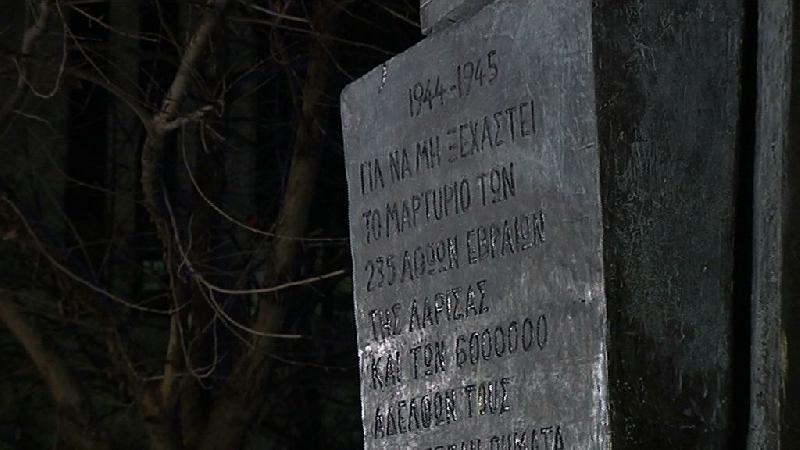 1944-1945
ΓΙΑ ΝΑ ΜΗ ΞΕΧΑΣΤΕΙ
ΤΟ ΜΑΡΤΥΡΙΟ ΤΩΝ
235 ΑΘΩΩΝ ΕΒΡΑΙΩΝ
ΤΗΣ ΛΑΡΙΣΑΣ
ΚΑΙ ΤΩΝ 6000000
ΑΔΕΛΦΩΝ ΤΟΥΣ